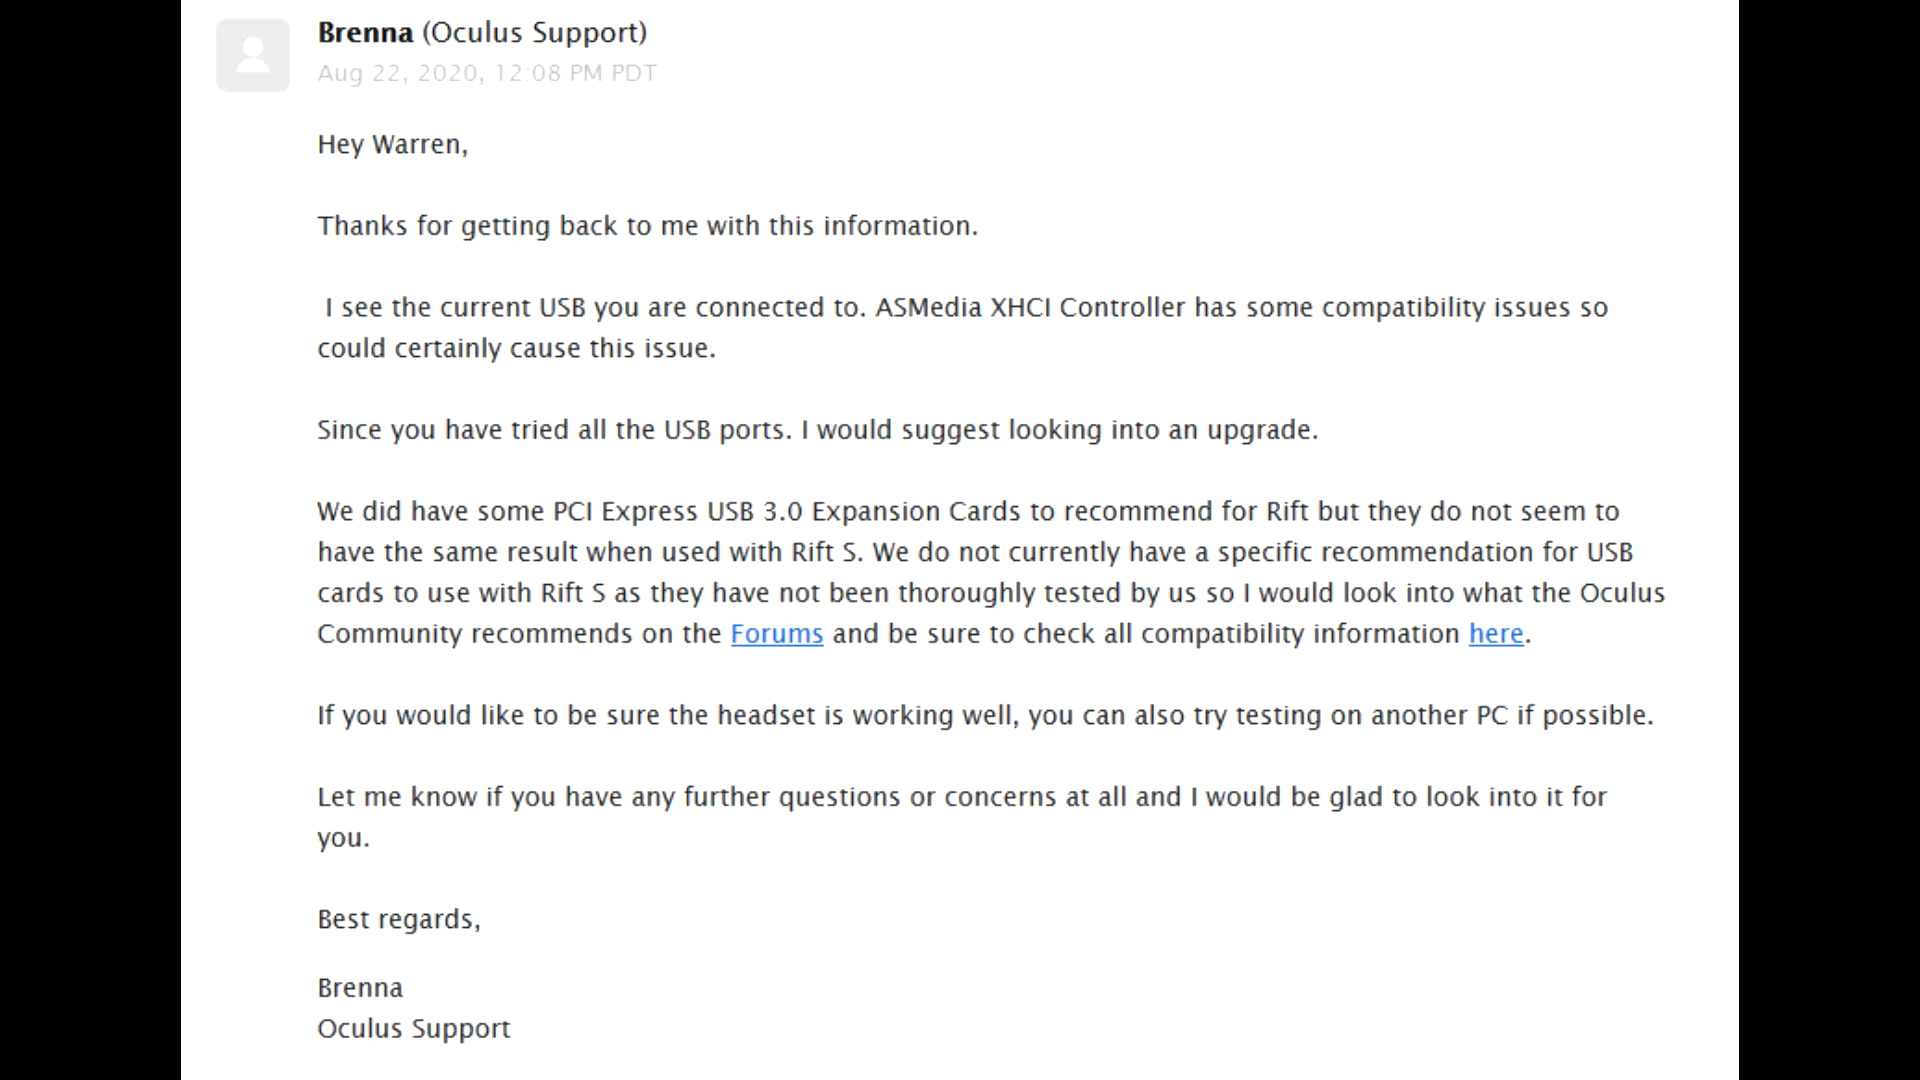 Brenna (Oculus Support)
Aug 22, 2020, 12:08 PM PDT
Hey Warren,
Thanks for getting back to me with this information.
I see the current USB you are connected to. ASMedia XHCI Controller has some compatibility issues so
could certainly cause this issue.
Since you have tried all the USB ports. I would suggest looking into an upgrade.
We did have some PCI Express USB 3.0 Expansion Cards to recommend for Rift but they do not seem to
have the same result when used with Rift S. We do not currently have a specific recommendation for USB
cards to use with Rift S as they have not been thoroughly tested by us so I would look into what the Oculus
Community recommends on the Forums and be sure to check all compatibility information here.
If you would like to be sure the headset is working well, you can also try testing on another PC if possible.
Let me know if you have any further questions or concerns at all and I would be glad to look into it for
you.
Best regards,
Brenna
Oculus Support